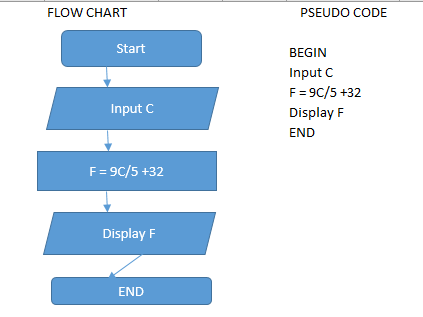 FLOW CHART
Start
Input C
F = 9C/5 +32
Display F
END
PSEUDO CODE
BEGIN
Input C
F = 9C/5 +32
Display F
END